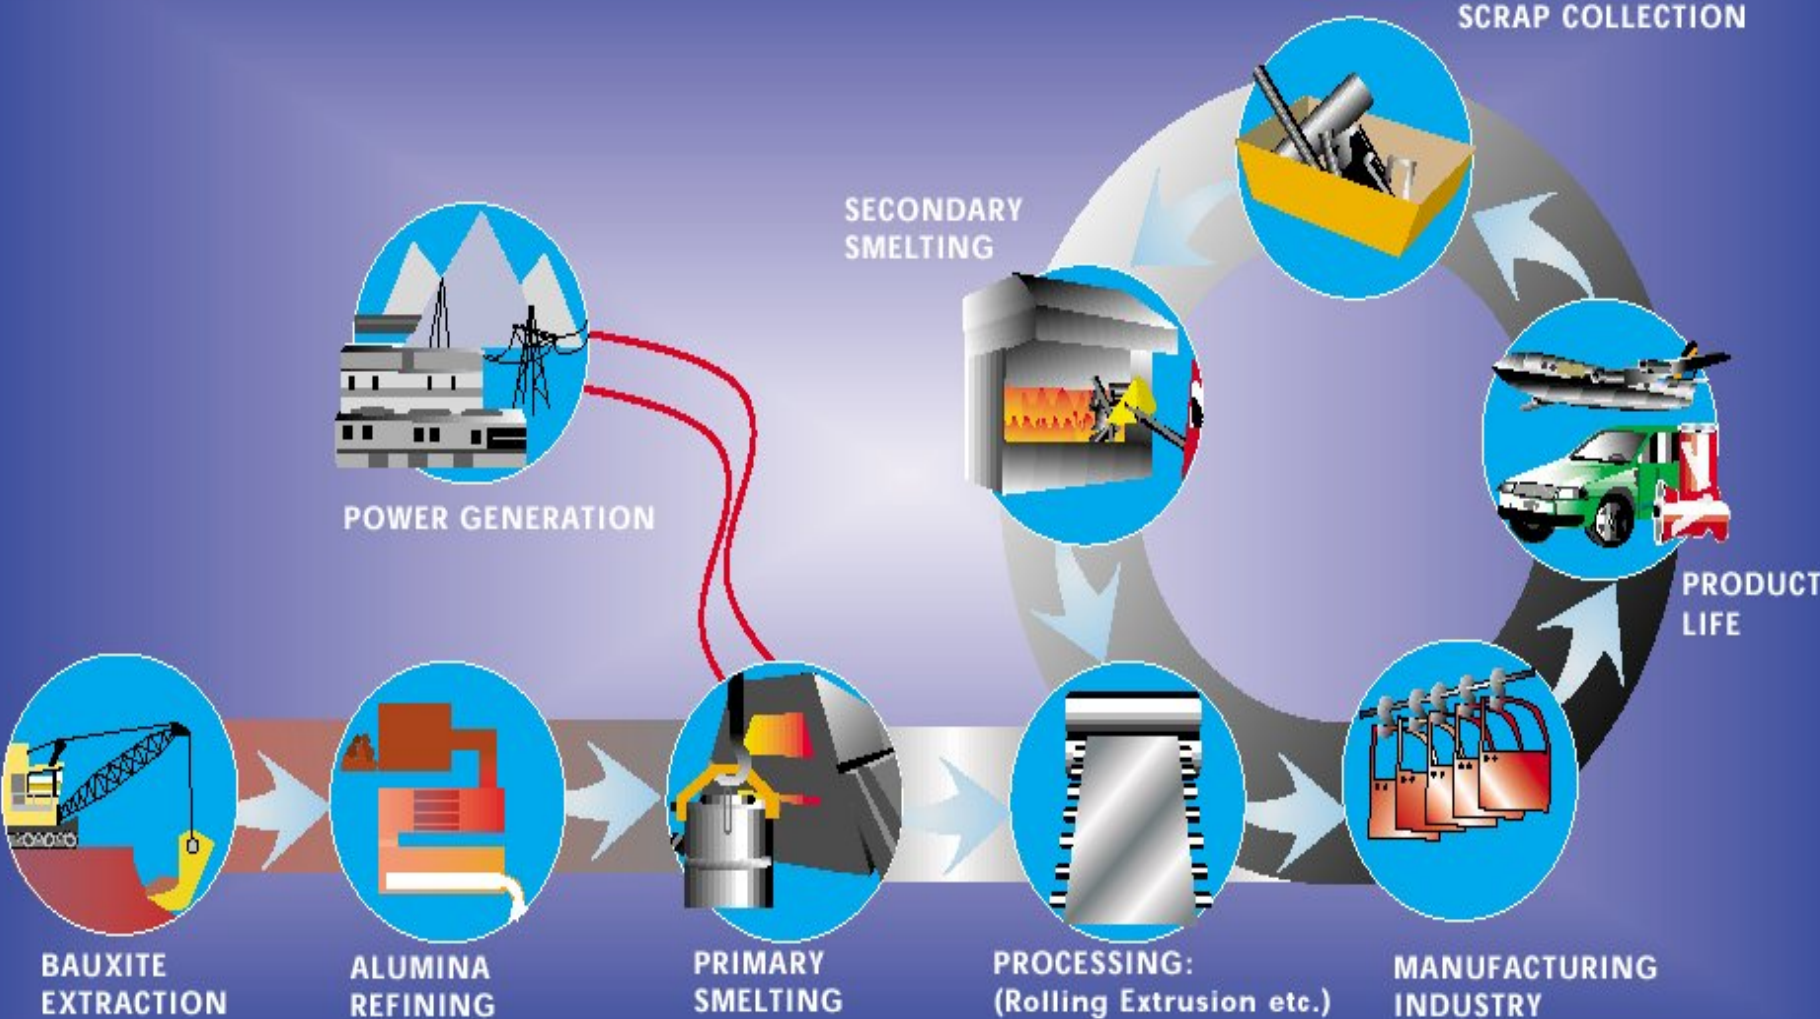 SCRAP COLLECTION
SECONDARY
SMELTING
POWER GENERATION
PRODUCT
LIFE
BAUXITE
EXTRACTION
ALUMINA
REFINING
PRIMARY
SMELTING
PROCESSING:
(Rolling Extrusion etc.)
MANUFACTURING
INDUSTRY